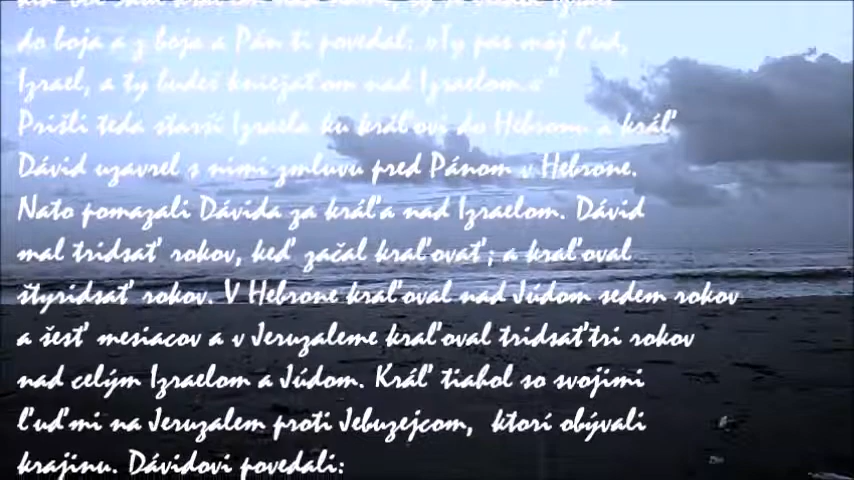 do boja a z boja a Pán ti povedal: »Ty pas môj ľud,
Izrael, a ty budeš kniežaťom nad Izraelom.«"
Prišli teda starší Izraela ku kráľovi do Hebronu a kráľ
Dávid uzavrel s nimi zmluvu pred Pánom v Hebrone.
Nato pomazali Dávida za kráľa nad Izraelom. Dávid
mal tridsať rokov, keď začal kraľovať; a kraľoval
štyridsať rokov. V Hebrone kraľoval nad Júdom sedem rokov
a šesť mesiacov a v Jeruzaleme kraľoval tridsaťtri rokov
nad celým Izraelom a Júdom. Kráľ tiahol so svojimi
ľuďmi na Jeruzalem proti Jebuzejcom, ktorí obývali
krajinu. Dávidovi povedali: